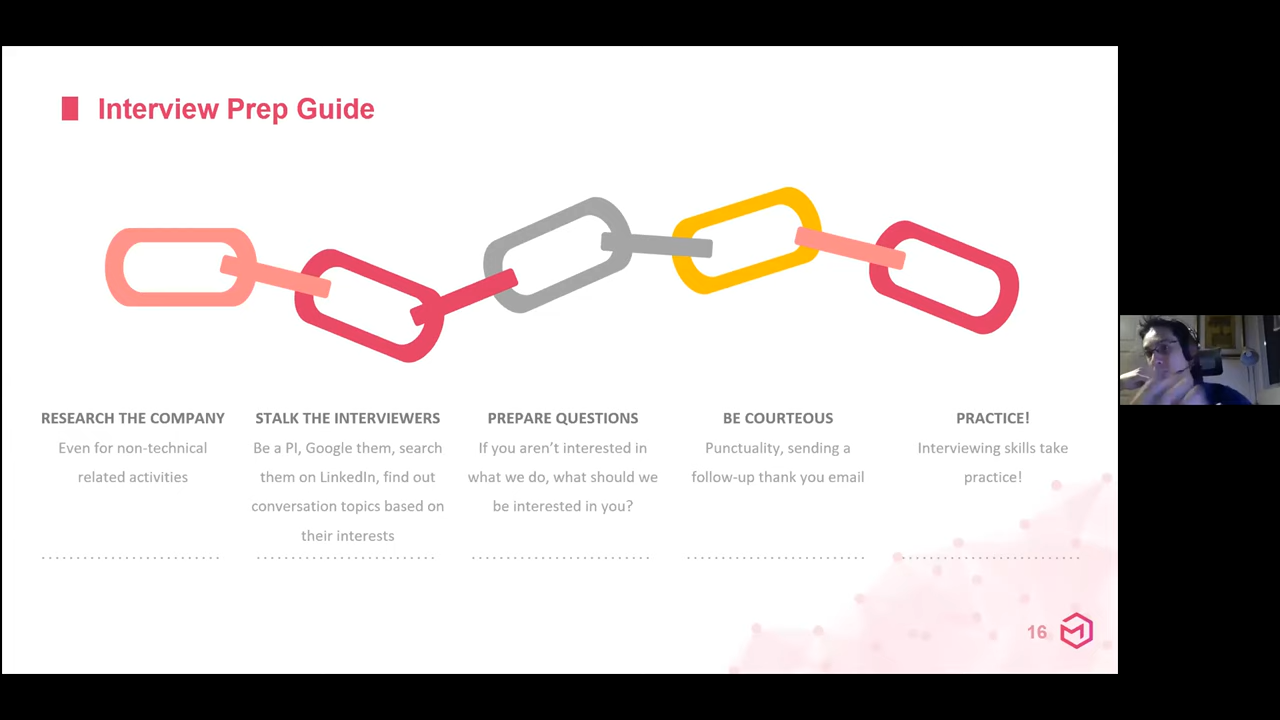 Interview Prep Guide
RESEARCH THE COMPANY
Even for non-technical
related activities
STALK THE INTERVIEWERS
Be a PI, Google them, search
them on LinkedIn, find out
conversation topics based on
their interests
PREPARE QUESTIONS
If you aren’t interested in
what we do, what should we
be interested in you?
BE COURTEOUS
Punctuality, sending a
follow-up thank you email
PRACTICE!
Interviewing skills take
practice!
16